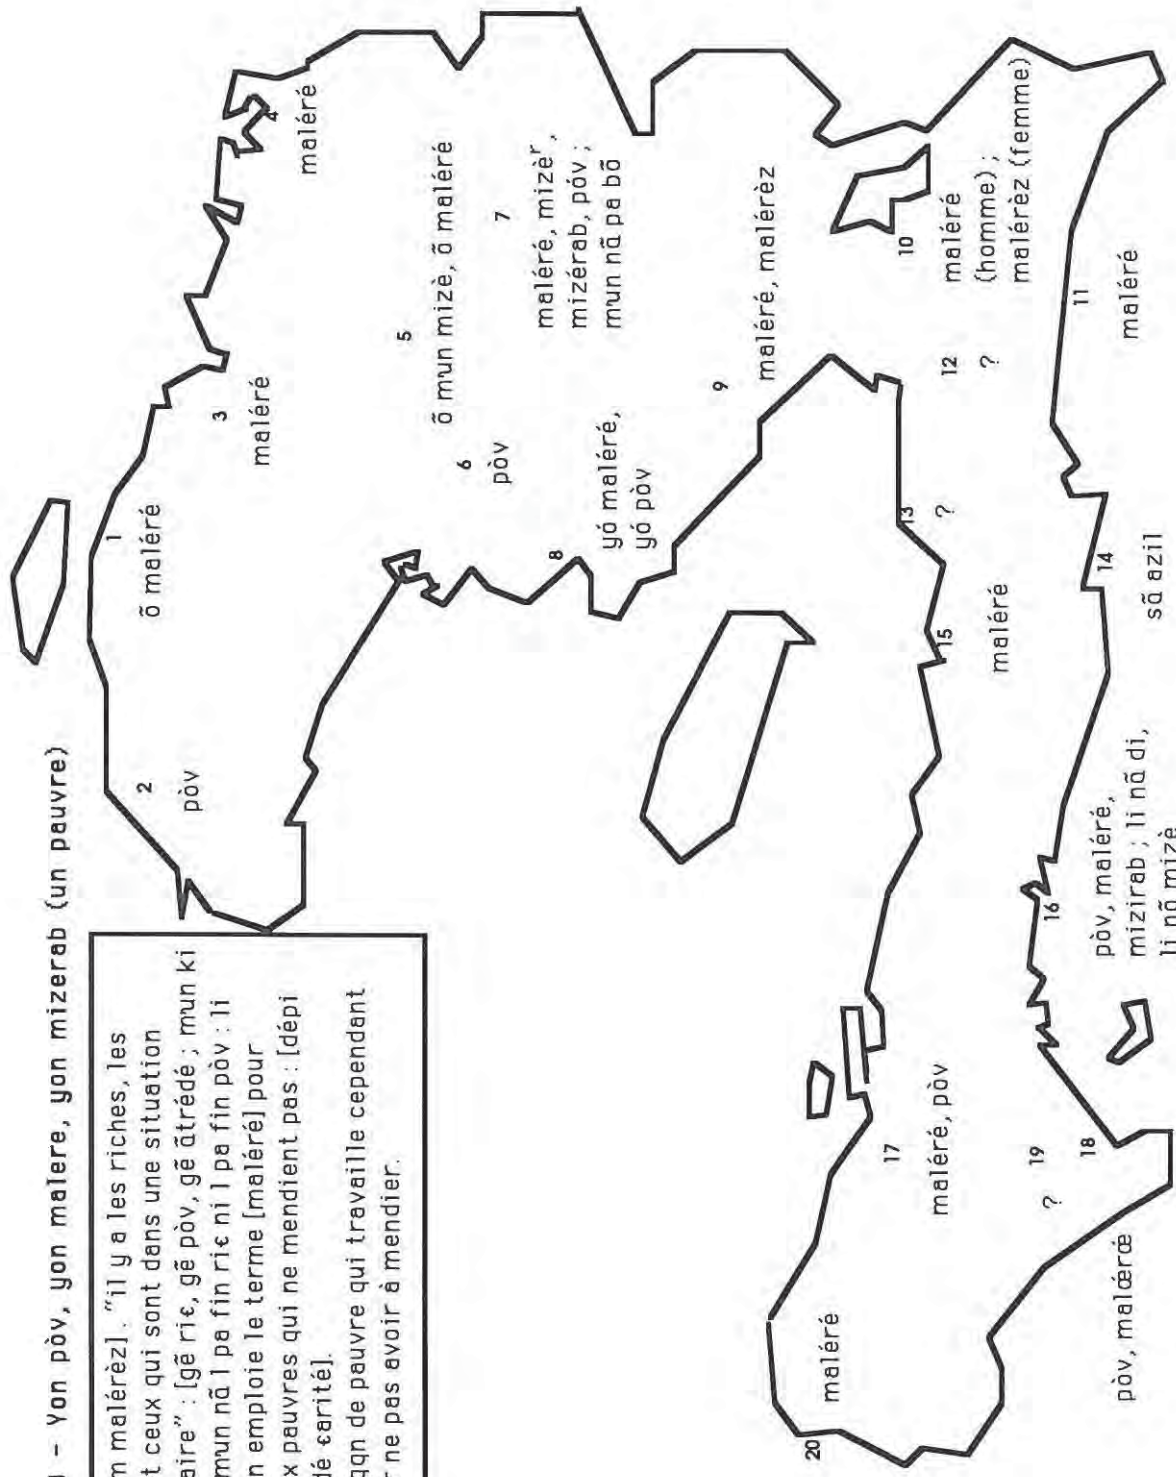 – Yon pòv, yon malere, yon mizerab (un pauvre)
malérèz]. "il y a les riches, les
t ceux qui sont dans une situation
aire" : [gẽ riɛ, gẽ pòv, gẽ ãtrédé ; mun ki
mun nã l pa fin riɛ ni l pa fin pòv : li
n emploie le terme [maléré] pour
x pauvres qui ne mendient pas : [dépi
dé ɛarité].
qqn de pauvre qui travaille cependant
r ne pas avoir à mendier.
1
õ maléré
2
pòv
3
maléré
4
maléré
5
õ mun mizè, õ maléré
6
pòv
7
maléré, mizèʳ,
mizérab, póv ;
mun nã pa bõ
8
yó maléré,
yó pòv
9
maléré, malérèz
10
maléré
(homme) ;
malérèz (femme)
11
maléré
12
?
13
?
14
sã azil
15
maléré
16
pòv, maléré,
mizirab ; li nã di,
li nã mizè
17
maléré, pòv
18
pòv, malœrœ
19
?
20
maléré